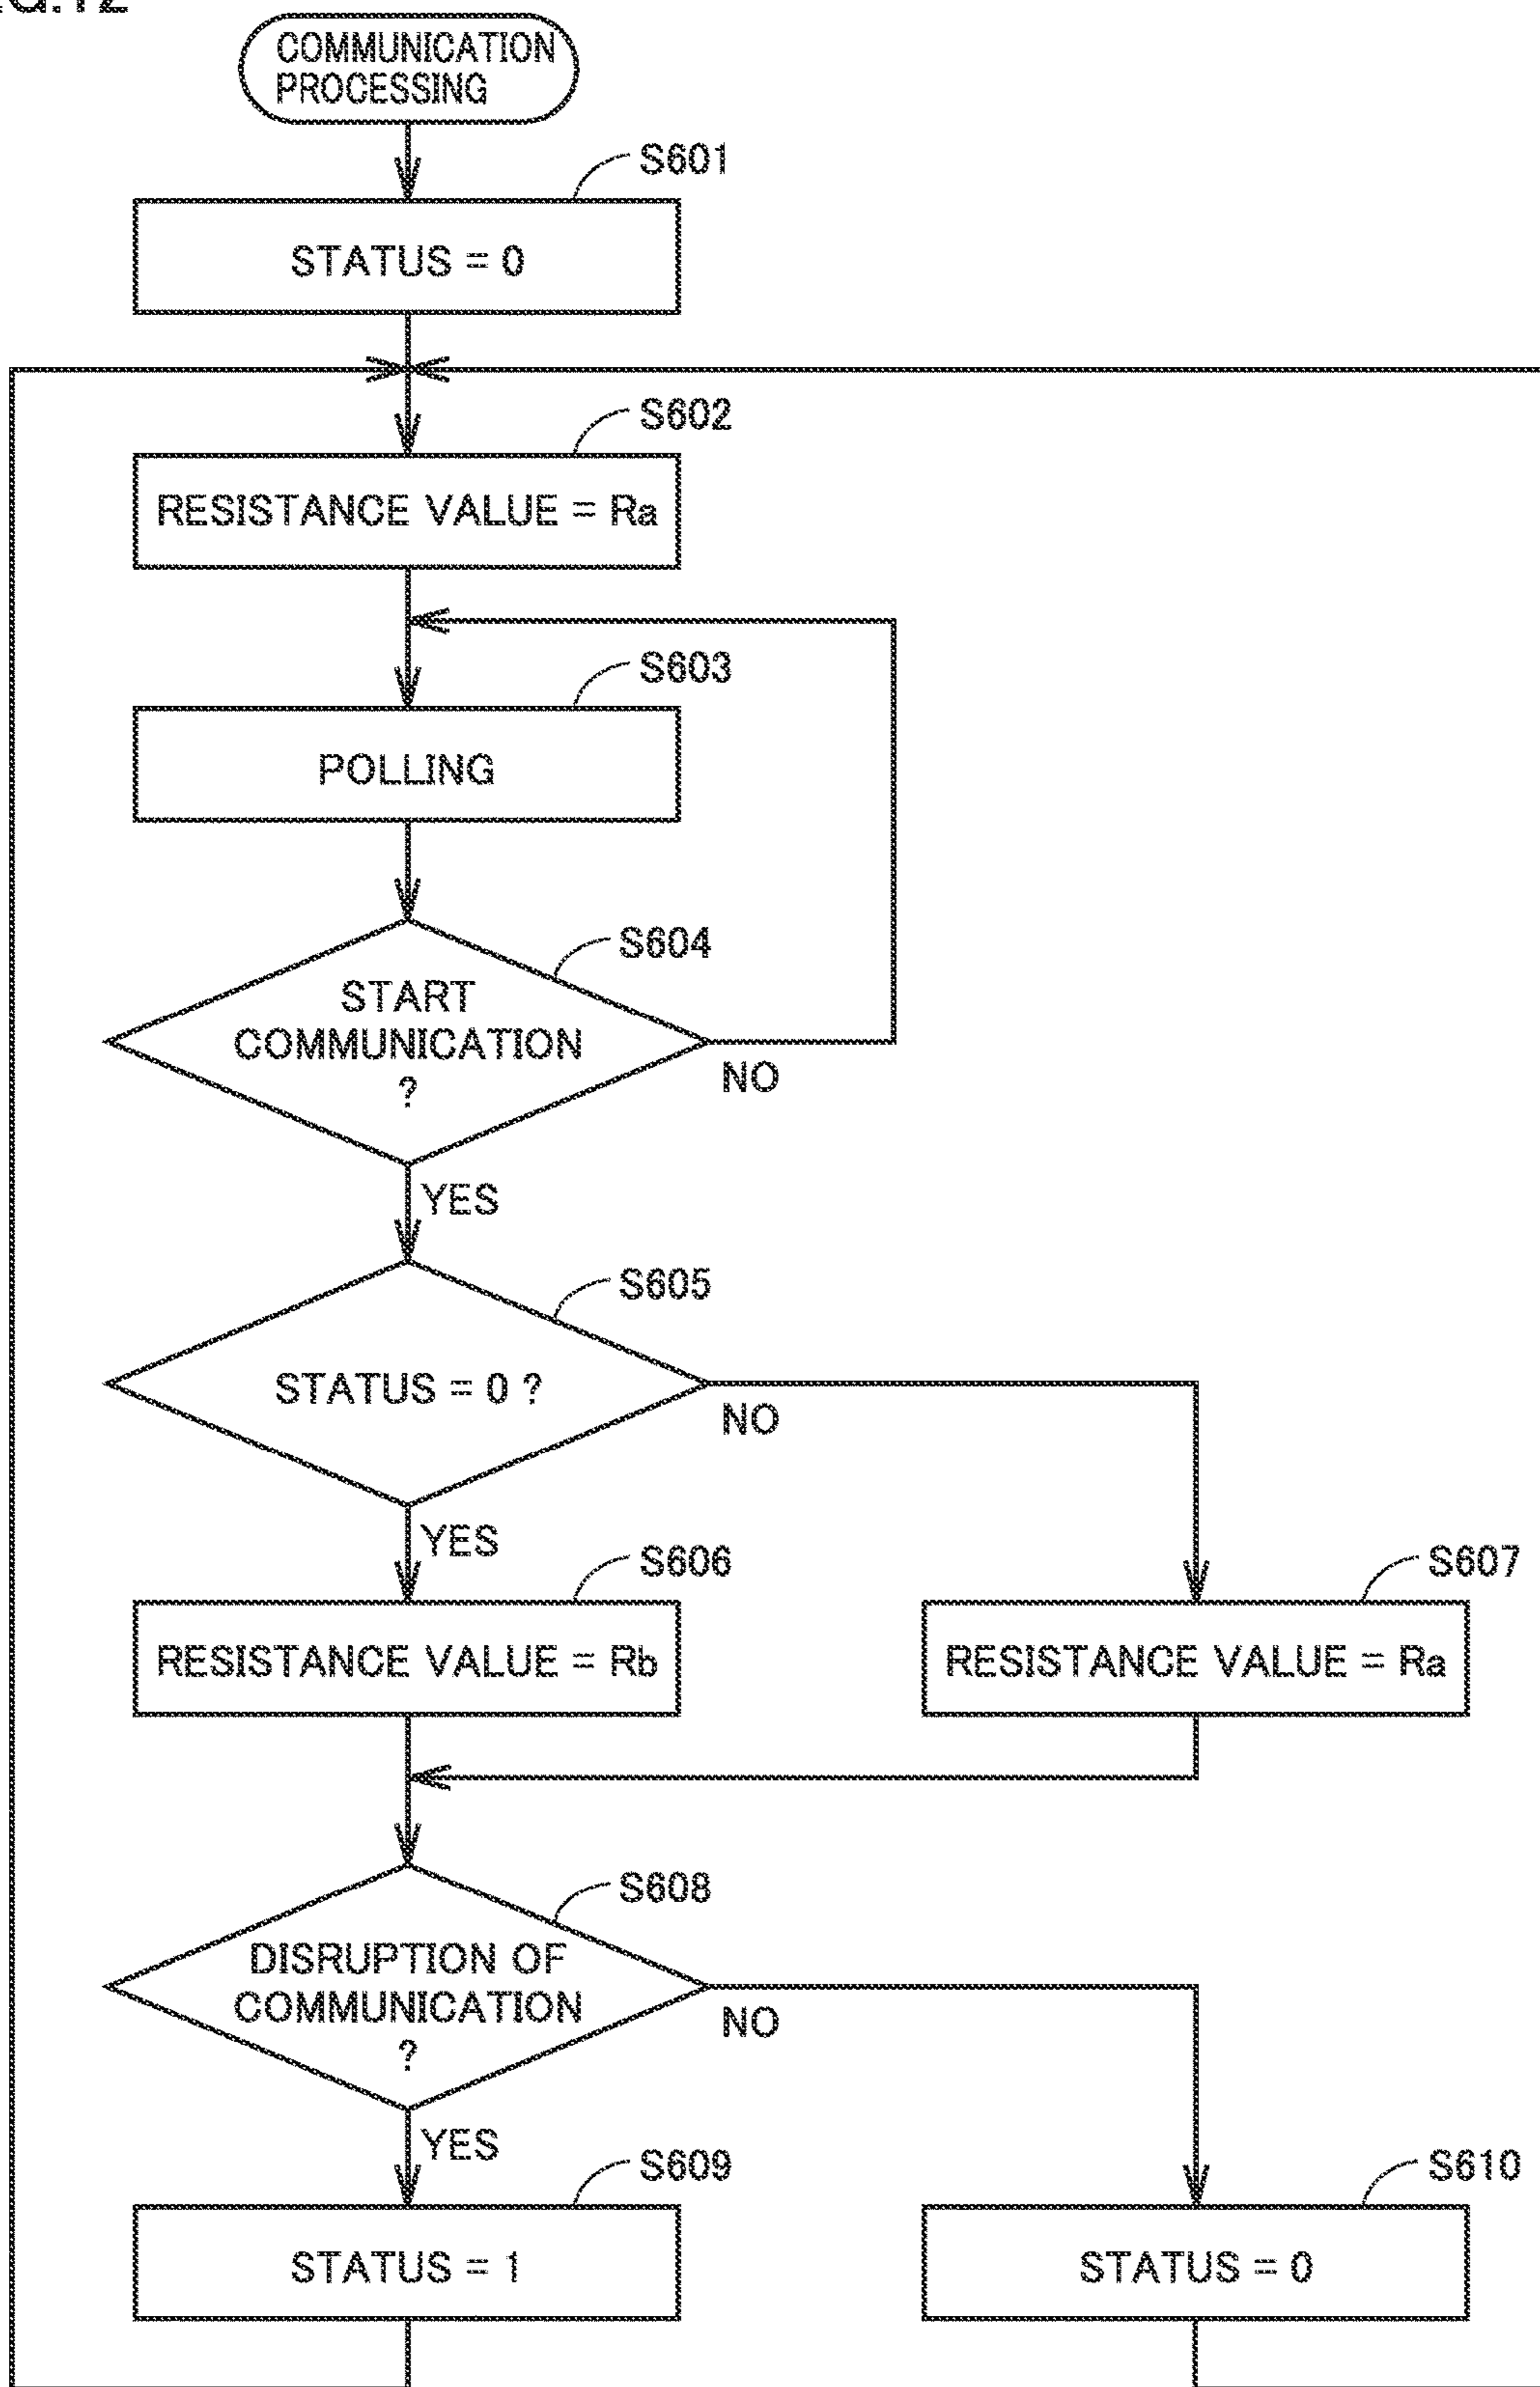 COMMUNICATION
PROCESSING
S601
STATUS = 0
S602
RESISTANCE VALUE = Ra
S603
POLLING
S604
START
COMMUNICATION
?
NO
YES
S605
STATUS = 0 ?
NO
YES
S606
S607
RESISTANCE VALUE = Rb
RESISTANCE VALUE = Ra
S608
DISRUPTION OF
COMMUNICATION
?
NO
YES
S609
S610
STATUS = 1
STATUS = 0